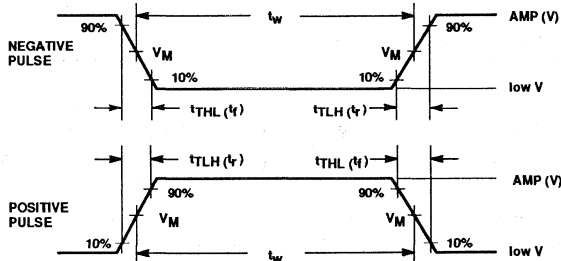 NEGATIVE
PULSE
90%
VM
10%
tw
10%
VM
90%
AMP (V)
low V
tTHL (tf)
tTLH (tr)
POSITIVE
PULSE
tTLH (tr)
tTHL (tf)
90%
VM
10%
90%
VM
10%
tw
AMP (V)
low V